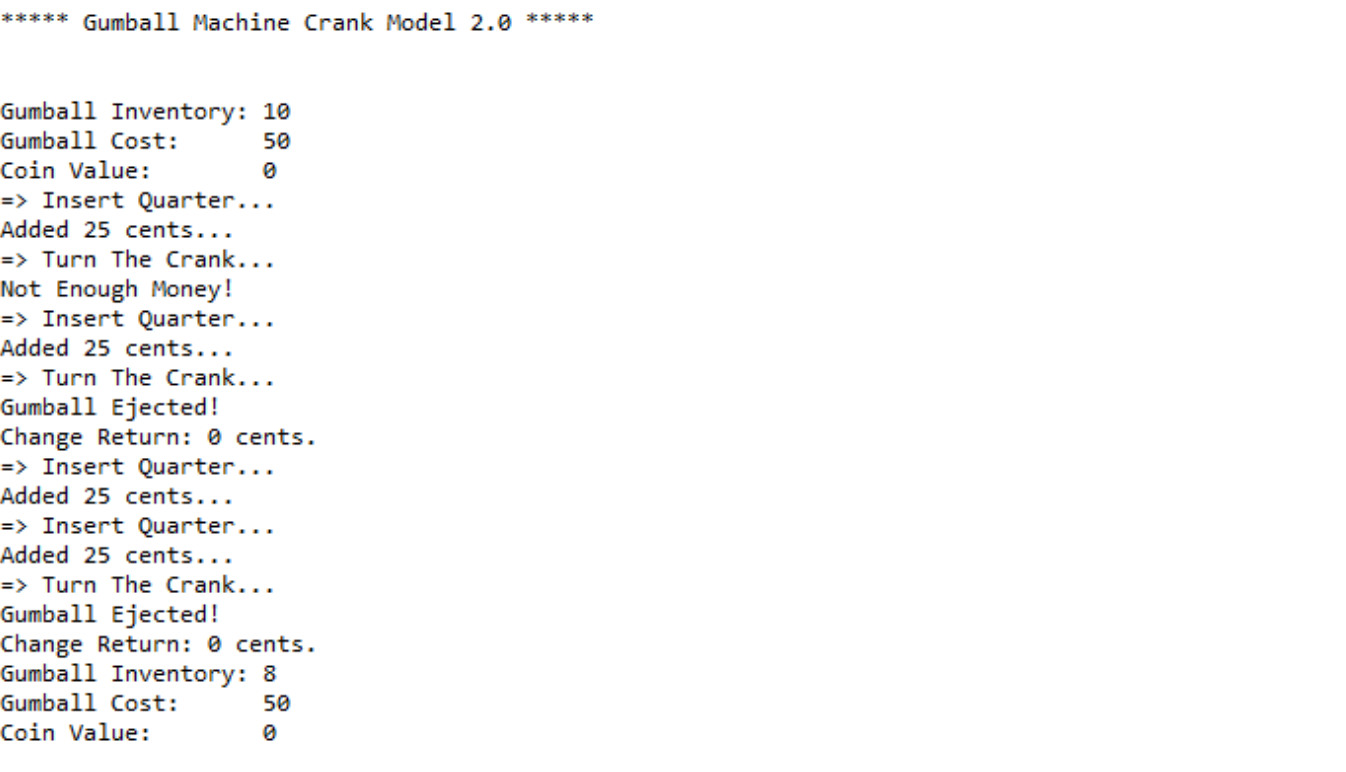 ***** Gumball Machine Crank Model 2.0 *****
Gumball Inventory: 10
Gumball Cost:      50
Coin Value:        0
=> Insert Quarter...
Added 25 cents...
=> Turn The Crank...
Not Enough Money!
=> Insert Quarter...
Added 25 cents...
=> Turn The Crank...
Gumball Ejected!
Change Return: 0 cents.
=> Insert Quarter...
Added 25 cents...
=> Insert Quarter...
Added 25 cents...
=> Turn The Crank...
Gumball Ejected!
Change Return: 0 cents.
Gumball Inventory: 8
Gumball Cost:      50
Coin Value:        0